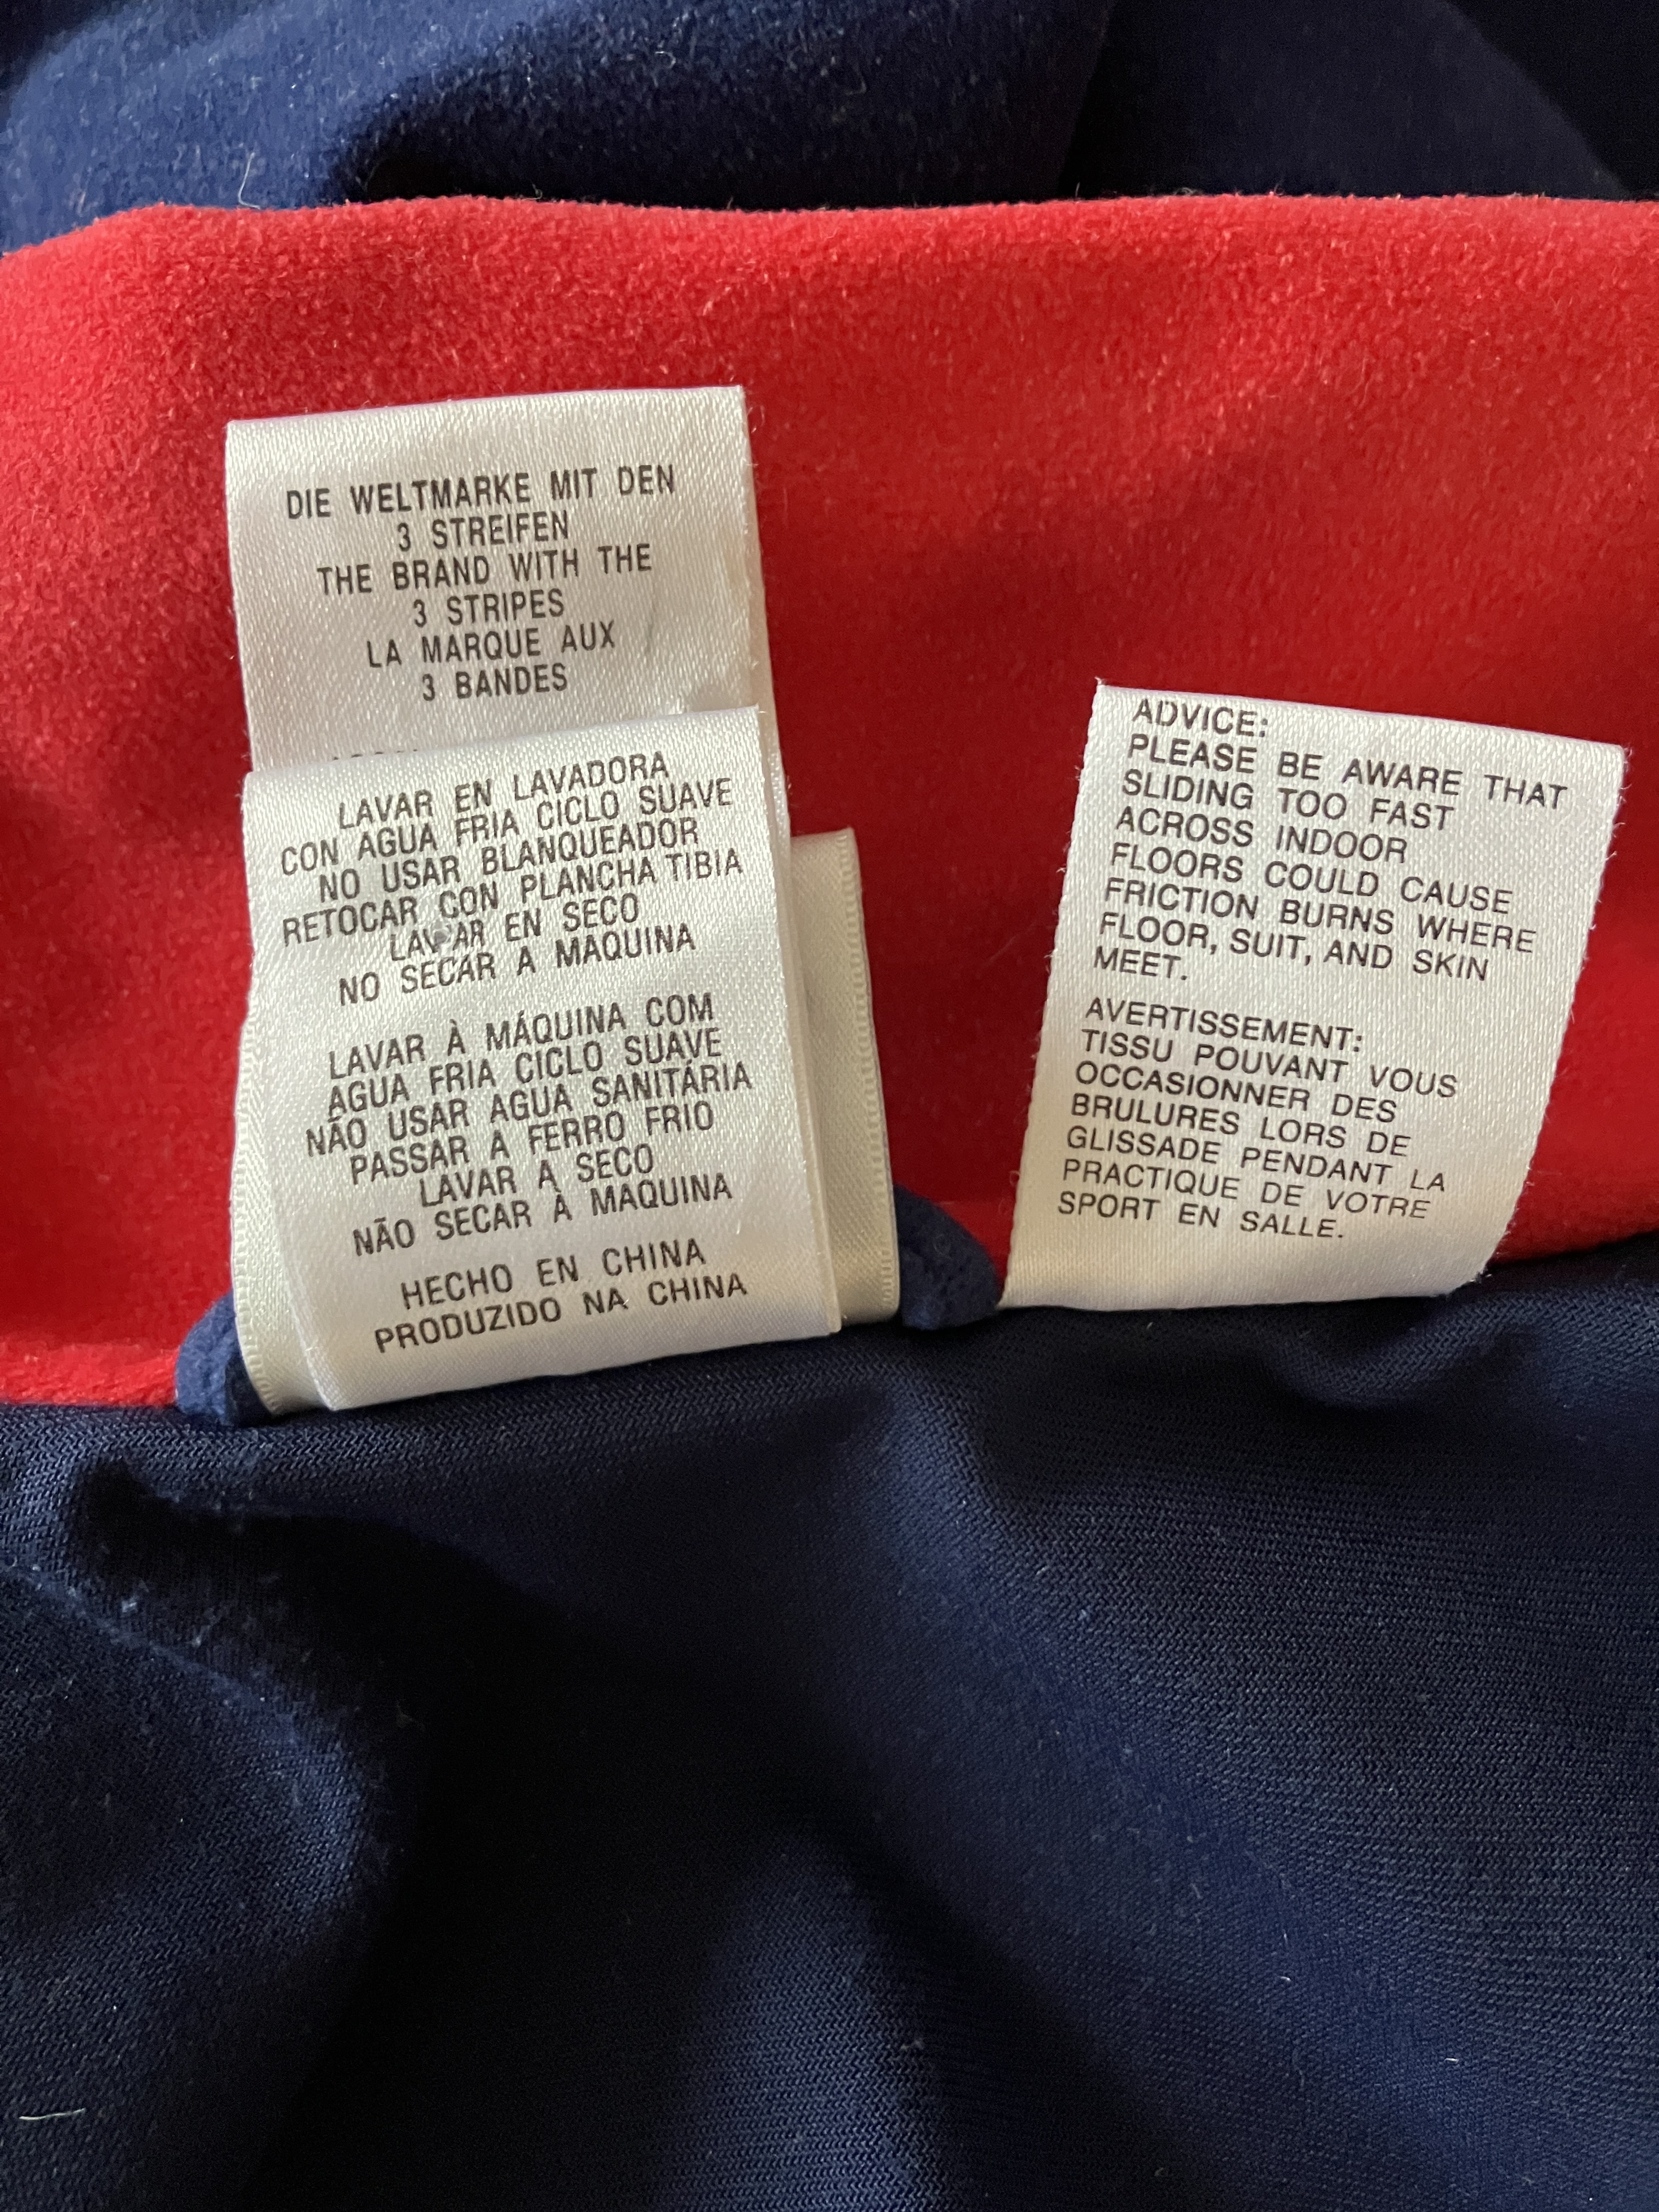 DIE WELTMARKE MIT DEN
3 STREIFEN
THE BRAND WITH THE
3 STRIPES
LA MARQUE AUX
3 BANDES
LAVAR EN LAVADORA
CON AGUA FRIA CICLO SUAVE
NO USAR BLANQUEADOR
RETOCAR CON PLANCHA TIBIA
LAVAR EN SECO
NO SECAR A MAQUINA
LAVAR À MÁQUINA COM
AGUA FRIA CICLO SUAVE
NÃO USAR AGUA SANITÁRIA
PASSAR A FERRO FRIO
LAVAR A SECO
NÃO SECAR À MAQUINA
HECHO EN CHINA
PRODUZIDO NA CHINA
ADVICE:
PLEASE BE AWARE THAT
SLIDING TOO FAST
ACROSS INDOOR
FLOORS COULD CAUSE
FRICTION BURNS WHERE
FLOOR, SUIT, AND SKIN
MEET.
AVERTISSEMENT:
TISSU POUVANT VOUS
OCCASIONNER DES
BRULURES LORS DE
GLISSADE PENDANT LA
PRACTIQUE DE VOTRE
SPORT EN SALLE.